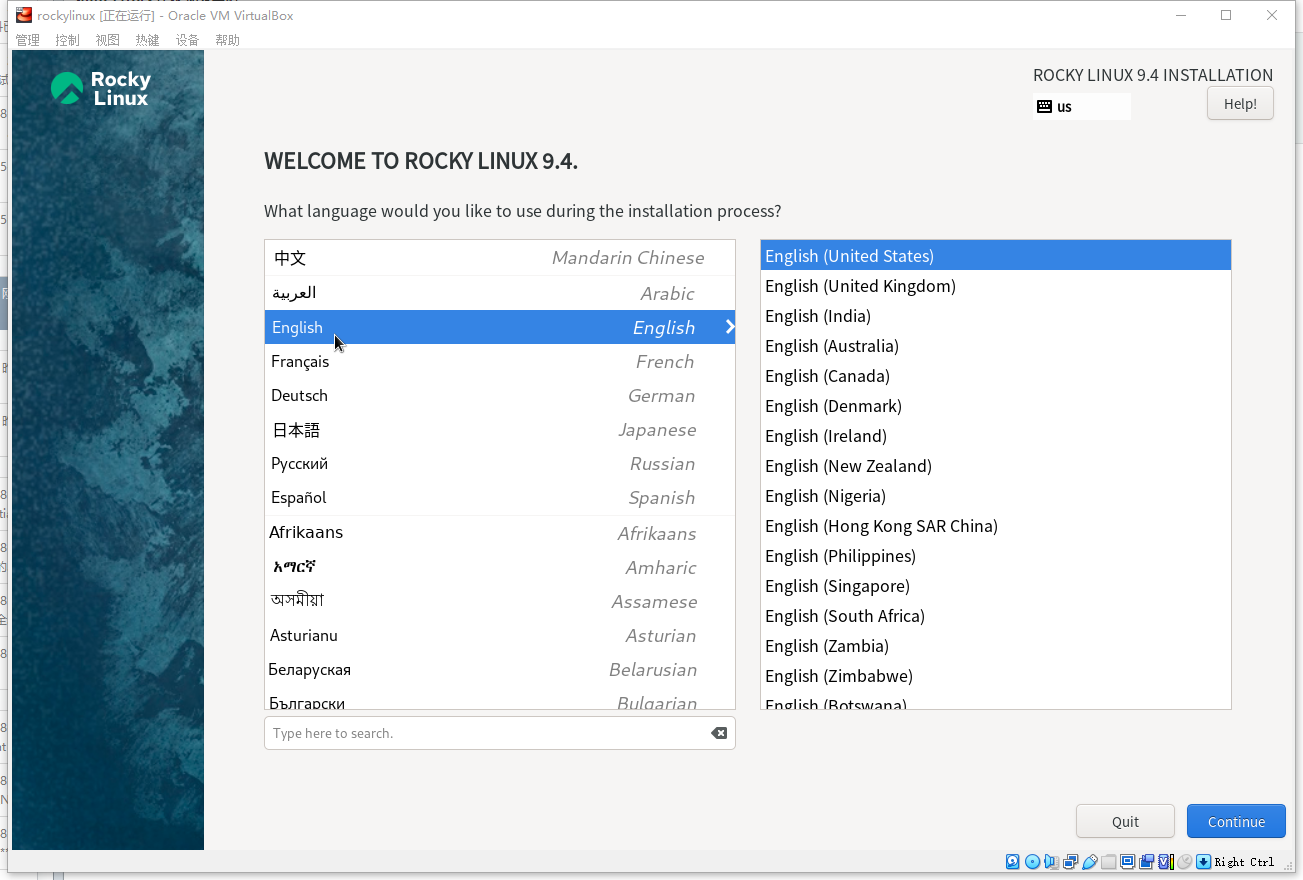 rockylinux [正在运行] - Oracle VM VirtualBox
管理 控制 视图 热键 设备 帮助
Rocky
Linux
ROCKY LINUX 9.4 INSTALLATION
us
Help!
WELCOME TO ROCKY LINUX 9.4.
What language would you like to use during the installation process?
中文 Mandarin Chinese
العربية Arabic
English English
Français French
Deutsch German
日本語 Japanese
Русский Russian
Español Spanish
Afrikaans Afrikaans
አማርኛ Amharic
অসমীয়া Assamese
Asturianu Asturian
Беларуская Belarusian
Български Bulgarian
English (United States)
English (United Kingdom)
English (India)
English (Australia)
English (Canada)
English (Denmark)
English (Ireland)
English (New Zealand)
English (Nigeria)
English (Hong Kong SAR China)
English (Philippines)
English (Singapore)
English (South Africa)
English (Zambia)
English (Zimbabwe)
English (Botswana)
Type here to search.
Quit
Continue
Right Ctrl